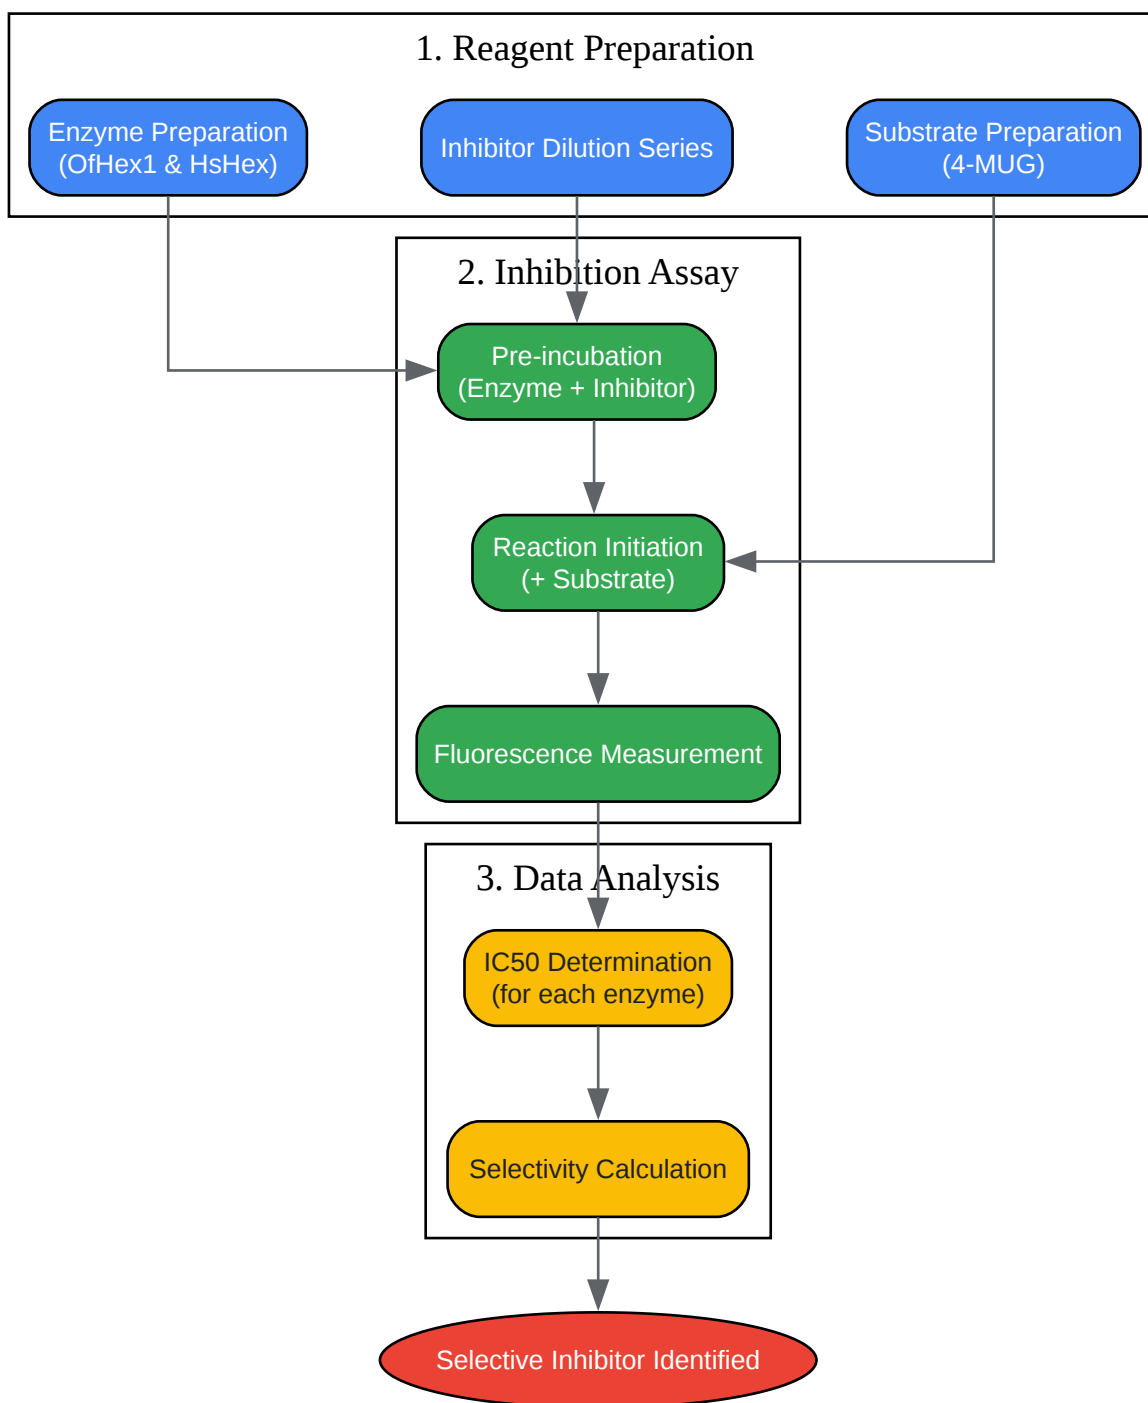 1. Reagent Preparation
Enzyme Preparation
(OfHex1 & HsHex)
Inhibitor Dilution Series
Substrate Preparation
(4-MUG)
2. Inhibition Assay
Pre-incubation
(Enzyme + Inhibitor)
Reaction Initiation
(+ Substrate)
Fluorescence Measurement
3. Data Analysis
IC50 Determination
(for each enzyme)
Selectivity Calculation
Selective Inhibitor Identified